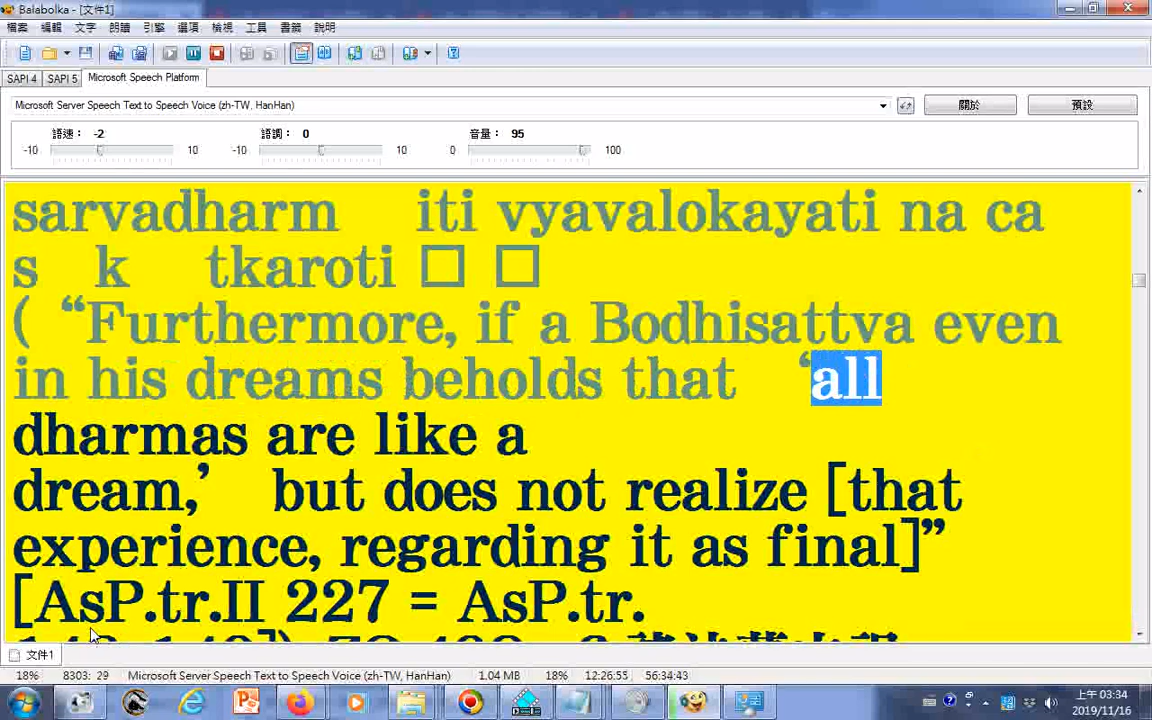 Balabolka - [文件1]
檔案 編輯 文字 朗讀 引擎 選項 檢視 工具 書籤 說明
SAPI 4 SAPI 5 Microsoft Speech Platform
Microsoft Server Speech Text to Speech Voice (zh-TW, HanHan)
關於 預設
語速： -2 語調： 0 音量： 95
-10 10 -10 10 0 100
sarvadharm iti vyavalokayati na ca
s k tkaroti □ □
( “Furthermore, if a Bodhisattva even
in his dreams beholds that ‘all
dharmas are like a
dream,’ but does not realize [that
experience, regarding it as final]”
[AsP.tr.II 227 = AsP.tr.
文件1
18% 8303: 29 Microsoft Server Speech Text to Speech Voice (zh-TW, HanHan) 1.04 MB 18% 12:26:55 56:34:43
上午 03:34
2019/11/16